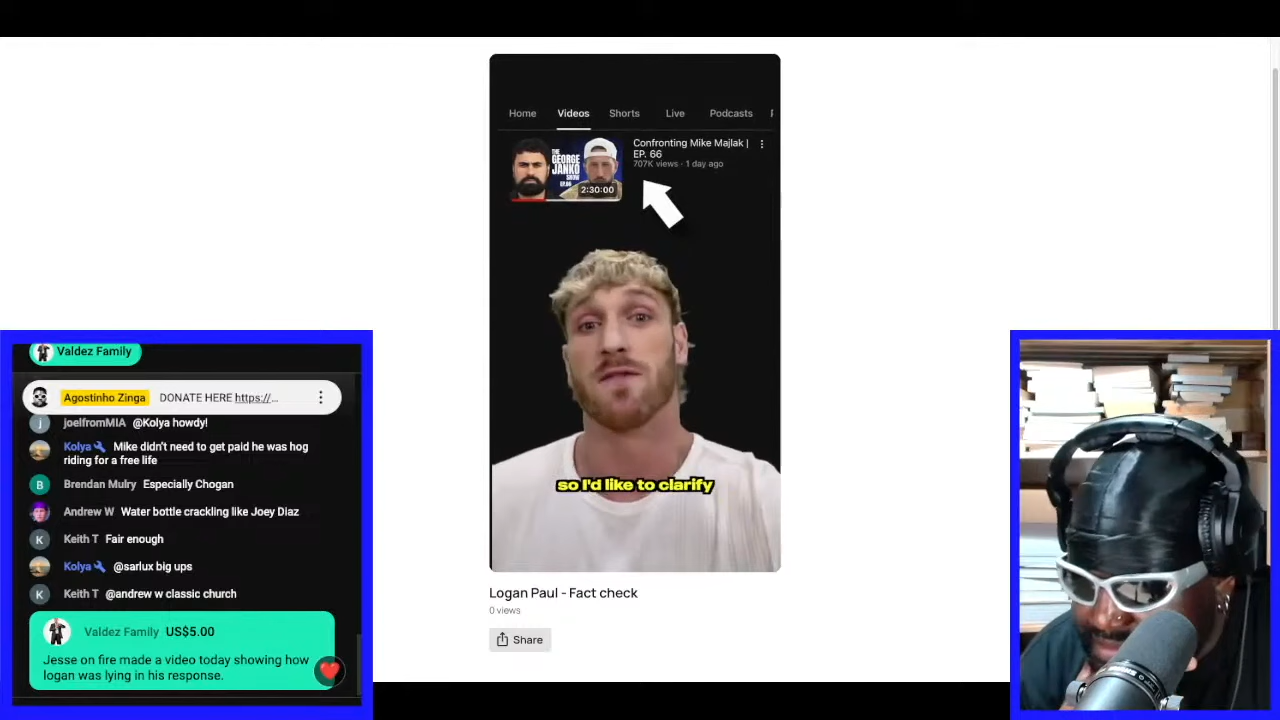 Home Videos Shorts Live Podcasts
THE
GEORGE
JANKO
SHOW
EP.66
2:30:00
Confronting Mike Majlak |
EP. 66
707K views · 1 day ago
so I'd like to clarify
Logan Paul - Fact check
0 views
Share
Valdez Family
Agostinho Zinga DONATE HERE https://...
joelfromMIA @Kolya howdy!
Kolya Mike didn't need to get paid he was hog
riding for a free life
B Brendan Mulry Especially Chogan
Andrew W Water bottle crackling like Joey Diaz
K Keith T Fair enough
Kolya @sarlux big ups
K Keith T @andrew w classic church
Valdez Family US$5.00
Jesse on fire made a video today showing how
logan was lying in his response.